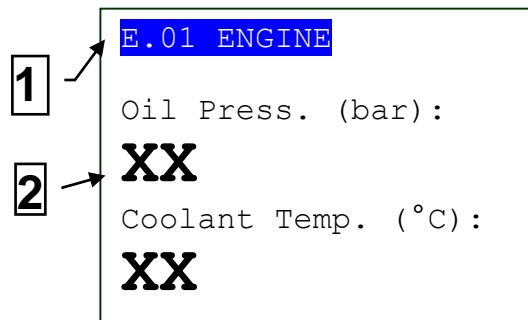 1
E.01 ENGINE
Oil Press. (bar):
2
XX
Coolant Temp. (°C):
XX